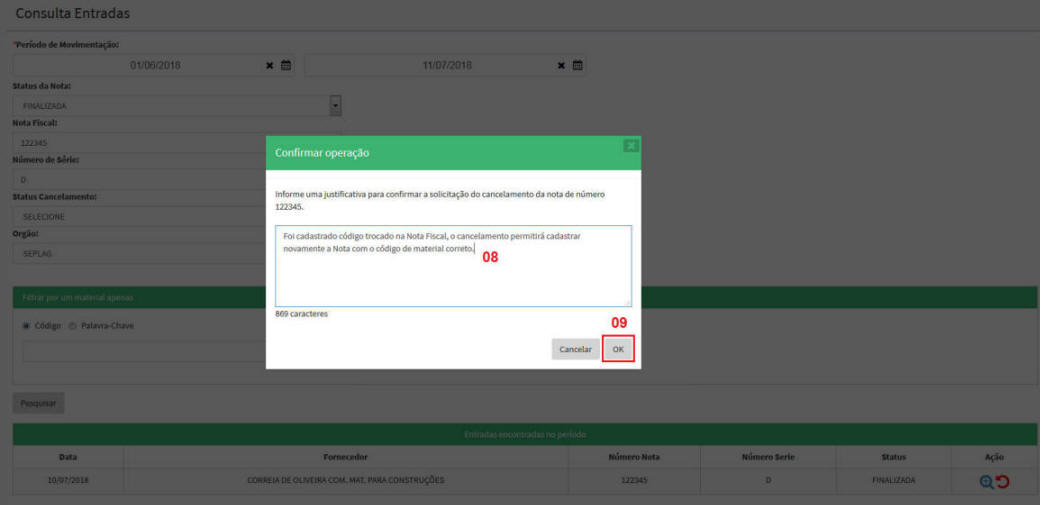 Consulta Entradas
*Período de Movimentação:
01/06/2018
11/07/2018
Status da Nota:
FINALIZADA
Nota Fiscal:
122345
Número de Série:
D
Status Cancelamento:
SELECIONE
Orgão:
SEPLAG
Confirmar operação
Informe uma justificativa para confirmar a solicitação do cancelamento da nota de número
122345.
Foi cadastrado código trocado na Nota Fiscal, o cancelamento permitirá cadastrar
novamente a Nota com o código de material correto.
08
869 caracteres
09
Cancelar OK
Filtrar por um material apenas
Código Palavra-Chave
Pesquisar
Entradas encontradas no período
Data Fornecedor Número Nota Número Serie Status Ação
10/07/2018 CORREIA DE OLIVEIRA COM. MAT. PARA CONSTRUÇÕES 122345 D FINALIZADA